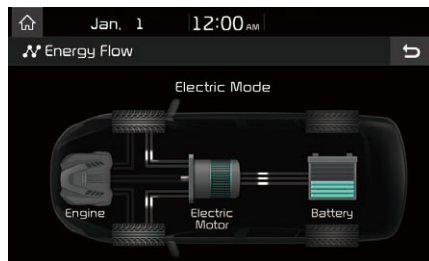 Jan. 1 12:00 AM
Energy Flow
Electric Mode
Engine
Electric
Motor
Battery